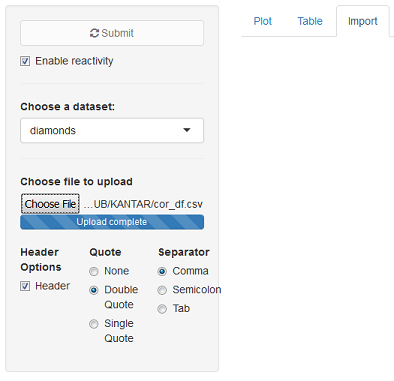 Submit
Plot Table Import
Enable reactivity
Choose a dataset:
diamonds
Choose file to upload
Choose File ...UB/KANTAR/cor_df.csv
Upload complete
Header Options
Quote
Separator
Header
None
Double Quote
Single Quote
Comma
Semicolon
Tab